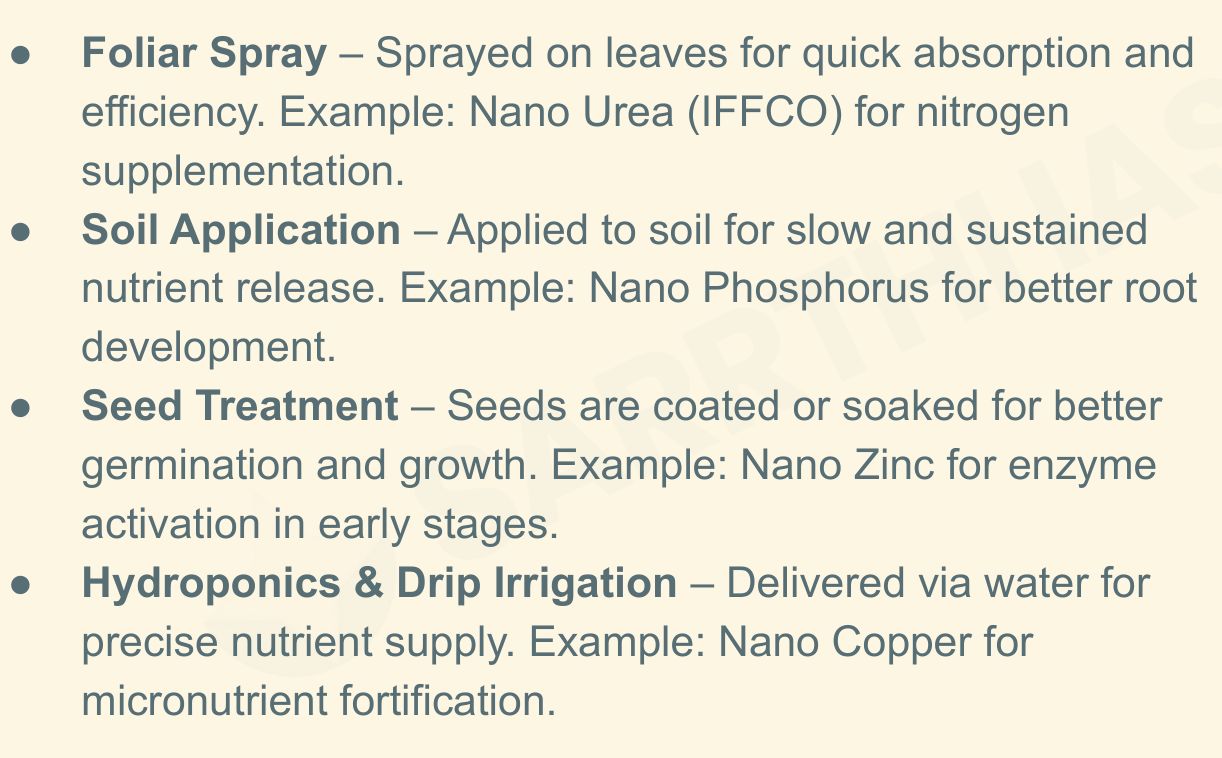 ● Foliar Spray – Sprayed on leaves for quick absorption and
efficiency. Example: Nano Urea (IFFCO) for nitrogen
supplementation.
● Soil Application – Applied to soil for slow and sustained
nutrient release. Example: Nano Phosphorus for better root
development.
● Seed Treatment – Seeds are coated or soaked for better
germination and growth. Example: Nano Zinc for enzyme
activation in early stages.
● Hydroponics & Drip Irrigation – Delivered via water for
precise nutrient supply. Example: Nano Copper for
micronutrient fortification.
SARRTHI IAS